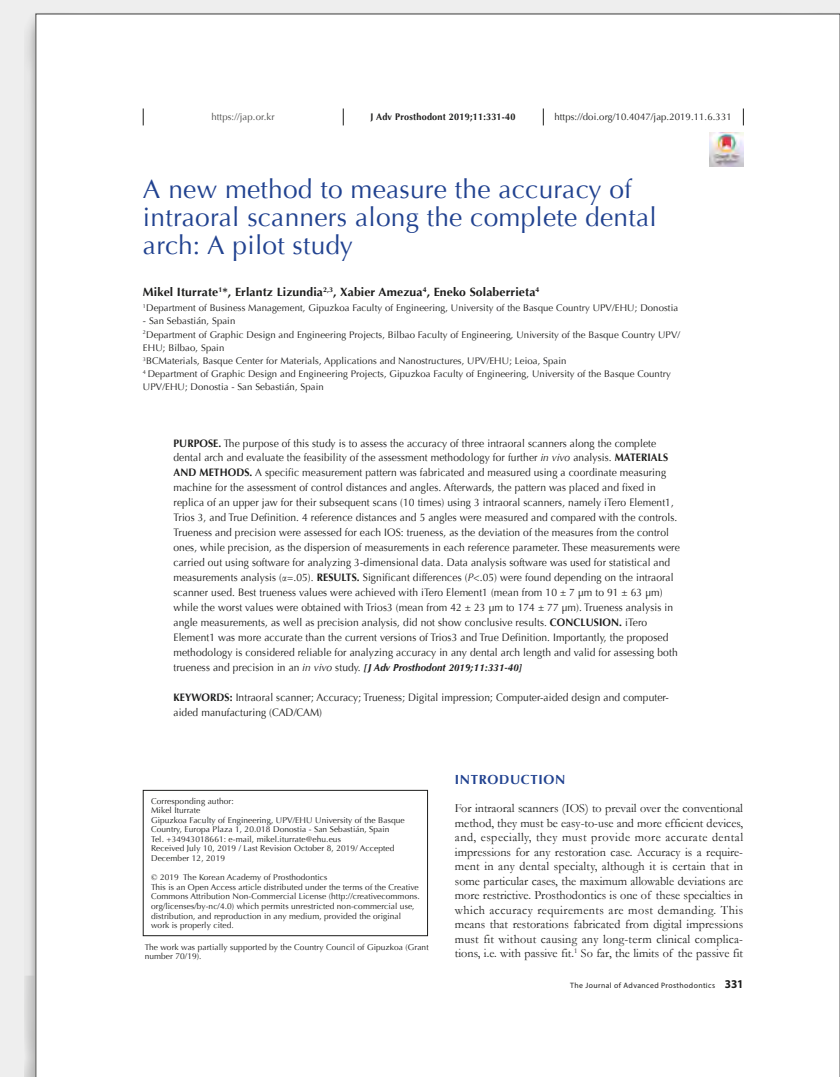 https://jap.or.kr
J Adv Prosthodont 2019;11:331-40
https://doi.org/10.4047/jap.2019.11.6.331
A new method to measure the accuracy of
intraoral scanners along the complete dental
arch: A pilot study
Mikel Iturrate¹*, Erlantz Lizundia²,³, Xabier Amezua⁴, Eneko Solaberrieta⁴
¹Department of Business Management, Gipuzkoa Faculty of Engineering, University of the Basque Country UPV/EHU; Donostia
- San Sebastián, Spain
²Department of Graphic Design and Engineering Projects, Bilbao Faculty of Engineering, University of the Basque Country UPV/
EHU; Bilbao, Spain
³BCMaterials, Basque Center for Materials, Applications and Nanostructures, UPV/EHU; Leioa, Spain
⁴ Department of Graphic Design and Engineering Projects, Gipuzkoa Faculty of Engineering, University of the Basque Country
UPV/EHU; Donostia - San Sebastián, Spain
PURPOSE. The purpose of this study is to assess the accuracy of three intraoral scanners along the complete
dental arch and evaluate the feasibility of the assessment methodology for further in vivo analysis. MATERIALS
AND METHODS. A specific measurement pattern was fabricated and measured using a coordinate measuring
machine for the assessment of control distances and angles. Afterwards, the pattern was placed and fixed in
replica of an upper jaw for their subsequent scans (10 times) using 3 intraoral scanners, namely iTero Element1,
Trios 3, and True Definition. 4 reference distances and 5 angles were measured and compared with the controls.
Trueness and precision were assessed for each IOS: trueness, as the deviation of the measures from the control
ones, while precision, as the dispersion of measurements in each reference parameter. These measurements were
carried out using software for analyzing 3-dimensional data. Data analysis software was used for statistical and
measurements analysis (α=.05). RESULTS. Significant differences (P<.05) were found depending on the intraoral
scanner used. Best trueness values were achieved with iTero Element1 (mean from 10 ± 7 µm to 91 ± 63 µm)
while the worst values were obtained with Trios3 (mean from 42 ± 23 µm to 174 ± 77 µm). Trueness analysis in
angle measurements, as well as precision analysis, did not show conclusive results. CONCLUSION. iTero
Element1 was more accurate than the current versions of Trios3 and True Definition. Importantly, the proposed
methodology is considered reliable for analyzing accuracy in any dental arch length and valid for assessing both
trueness and precision in an in vivo study. [J Adv Prosthodont 2019;11:331-40]
KEYWORDS: Intraoral scanner; Accuracy; Trueness; Digital impression; Computer-aided design and computer-
aided manufacturing (CAD/CAM)
Corresponding author:
Mikel Iturrate
Gipuzkoa Faculty of Engineering, UPV/EHU University of the Basque
Country, Europa Plaza 1, 20.018 Donostia - San Sebastián, Spain
Tel. +34943018661: e-mail, mikel.iturrate@ehu.eus
Received July 10, 2019 / Last Revision October 8, 2019/ Accepted
December 12, 2019
© 2019 The Korean Academy of Prosthodontics
This is an Open Access article distributed under the terms of the Creative
Commons Attribution Non-Commercial License (http://creativecommons.
org/licenses/by-nc/4.0) which permits unrestricted non-commercial use,
distribution, and reproduction in any medium, provided the original
work is properly cited.
The work was partially supported by the Country Council of Gipuzkoa (Grant
number 70/19).
INTRODUCTION
For intraoral scanners (IOS) to prevail over the conventional
method, they must be easy-to-use and more efficient devices,
and, especially, they must provide more accurate dental
impressions for any restoration case. Accuracy is a require-
ment in any dental specialty, although it is certain that in
some particular cases, the maximum allowable deviations are
more restrictive. Prosthodontics is one of these specialties in
which accuracy requirements are most demanding. This
means that restorations fabricated from digital impressions
must fit without causing any long-term clinical complica-
tions, i.e. with passive fit.¹ So far, the limits of the passive fit
The Journal of Advanced Prosthodontics 331